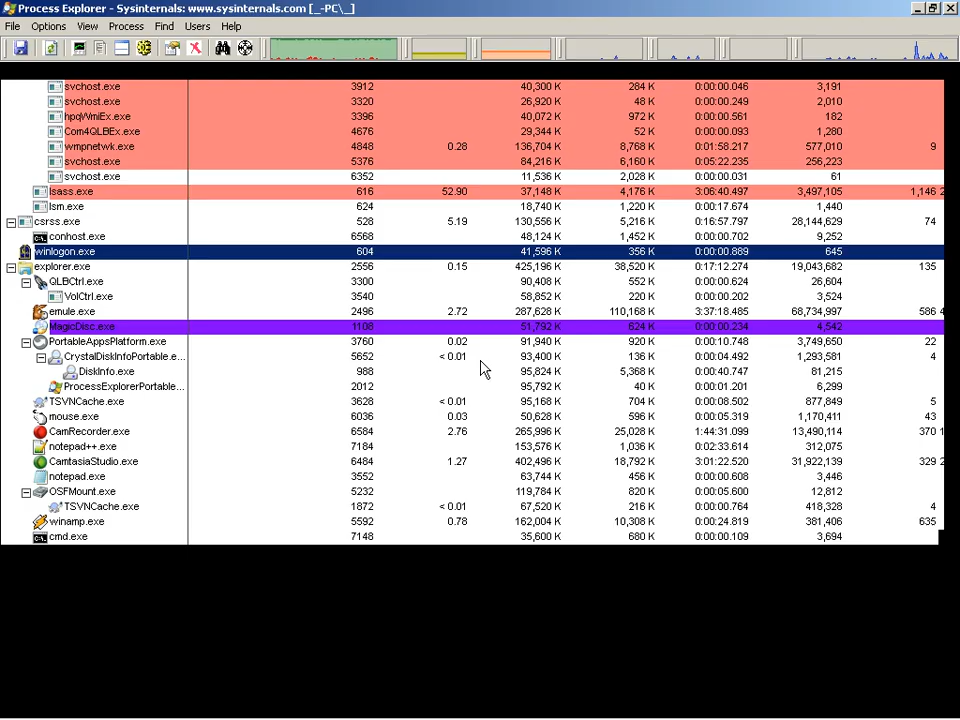 Process Explorer - Sysinternals: www.sysinternals.com [_-PC\_]
File Options View Process Find Users Help
svchost.exe 3912 40,300 K 284 K 0:00:00.046 3,191
svchost.exe 3320 26,920 K 48 K 0:00:00.249 2,010
hpqWmiEx.exe 3396 40,072 K 972 K 0:00:00.561 182
Com4QLBEx.exe 4676 29,344 K 52 K 0:00:00.093 1,280
wmpnetwk.exe 4848 0.28 136,704 K 8,768 K 0:01:58.217 577,010 9
svchost.exe 5376 84,216 K 6,160 K 0:05:22.235 256,223
svchost.exe 6352 11,536 K 2,028 K 0:00:00.031 61
lsass.exe 616 52.90 37,148 K 4,176 K 3:06:40.497 3,497,105 1,146 2
lsm.exe 624 18,740 K 1,220 K 0:00:17.674 1,440
csrss.exe 528 5.19 130,556 K 5,216 K 0:16:57.797 28,144,629 74
conhost.exe 6568 48,124 K 1,452 K 0:00:00.702 9,252
winlogon.exe 604 41,596 K 356 K 0:00:00.889 645
explorer.exe 2556 0.15 425,196 K 38,520 K 0:17:12.274 19,043,682 135
QLBCtrl.exe 3300 90,408 K 552 K 0:00:00.624 26,604
VolCtrl.exe 3540 58,852 K 220 K 0:00:00.202 3,524
emule.exe 2496 2.72 287,628 K 110,168 K 3:37:18.485 68,734,997 586 4
MagicDisc.exe 1108 51,792 K 624 K 0:00:00.234 4,542
PortableAppsPlatform.exe 3760 0.02 91,940 K 920 K 0:00:10.748 3,749,650 22
CrystalDiskInfoPortable.e... 5652 < 0.01 93,400 K 136 K 0:00:04.492 1,293,581 4
DiskInfo.exe 988 95,824 K 5,368 K 0:00:40.747 81,215
ProcessExplorerPortable... 2012 95,792 K 40 K 0:00:01.201 6,299
TSVNCache.exe 3628 < 0.01 95,168 K 704 K 0:00:08.502 877,849 5
mouse.exe 6036 0.03 50,628 K 596 K 0:00:05.319 1,170,411 43
CamRecorder.exe 6584 2.76 265,996 K 25,028 K 1:44:31.099 13,490,114 370 1
notepad++.exe 7184 153,576 K 1,036 K 0:02:33.614 312,075
CamtasiaStudio.exe 6484 1.27 402,496 K 18,792 K 3:01:22.520 31,922,139 329 2
notepad.exe 3552 63,744 K 456 K 0:00:00.608 3,446
OSFMount.exe 5232 119,784 K 820 K 0:00:05.600 12,812
TSVNCache.exe 1872 < 0.01 67,520 K 216 K 0:00:00.764 418,328 4
winamp.exe 5592 0.78 162,004 K 10,308 K 0:00:24.819 381,406 635
cmd.exe 7148 35,600 K 680 K 0:00:00.109 3,694